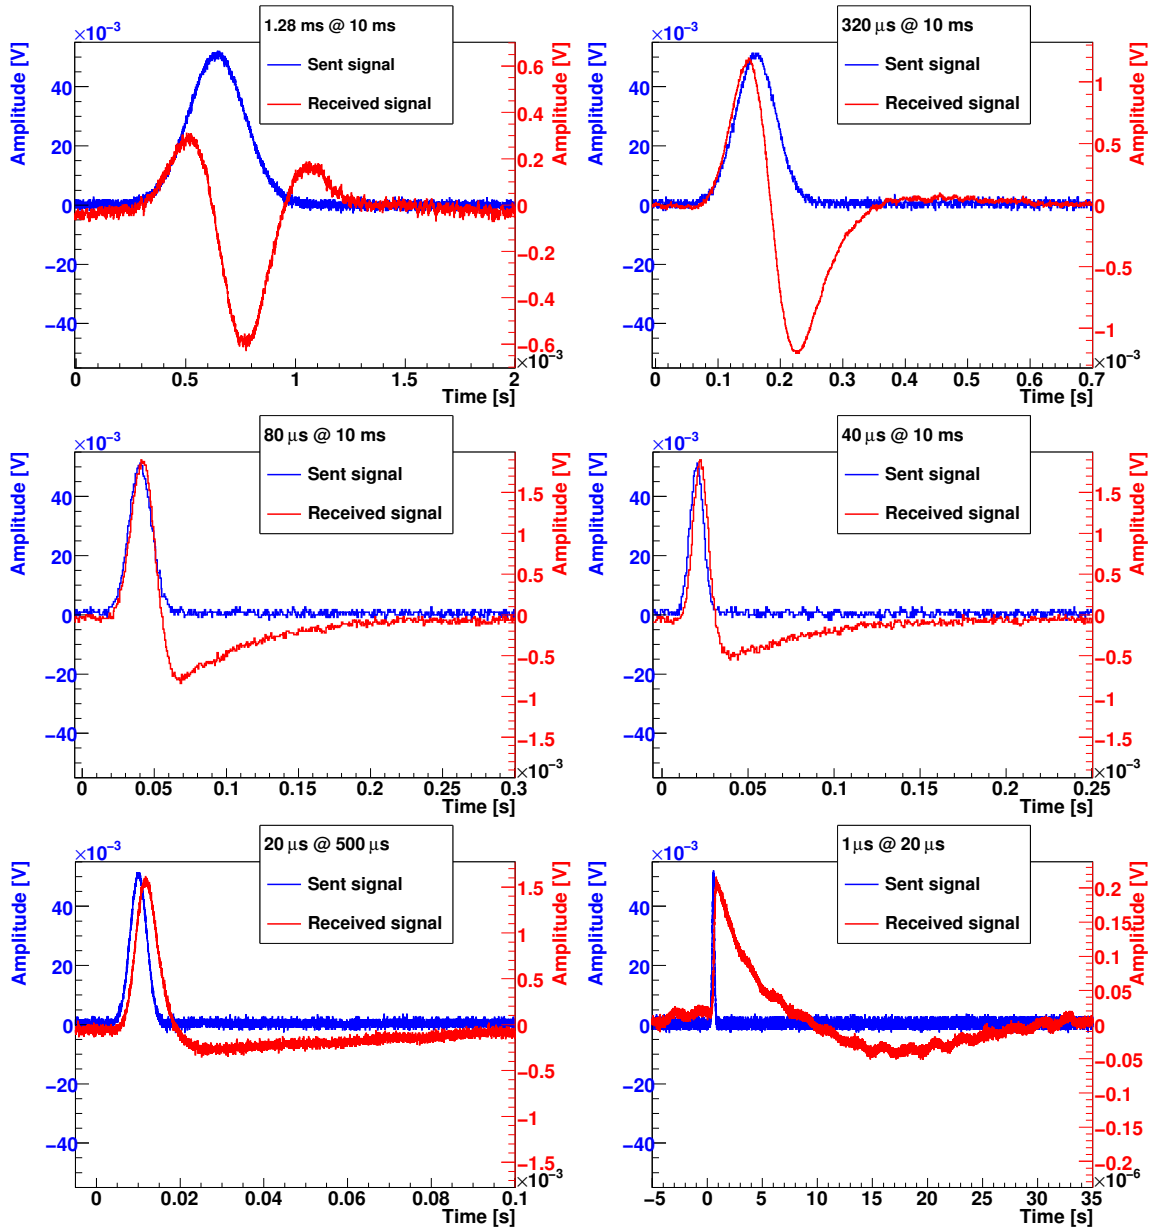 ×10⁻³
1.28 ms @ 10 ms
Sent signal
Received signal
Amplitude [V]
Amplitude [V]
40
20
0
−20
−40
0.6
0.4
0.2
0
−0.2
−0.4
−0.6
×10⁻³
0 0.5 1 1.5 2
Time [s]
×10⁻³
320 μs @ 10 ms
Sent signal
Received signal
Amplitude [V]
Amplitude [V]
40
20
0
−20
−40
1
0.5
0
−0.5
−1
×10⁻³
0 0.1 0.2 0.3 0.4 0.5 0.6 0.7
Time [s]
×10⁻³
80 μs @ 10 ms
Sent signal
Received signal
Amplitude [V]
Amplitude [V]
40
20
0
−20
−40
1.5
1
0.5
0
−0.5
−1
−1.5
×10⁻³
0 0.05 0.1 0.15 0.2 0.25 0.3
Time [s]
×10⁻³
40 μs @ 10 ms
Sent signal
Received signal
Amplitude [V]
Amplitude [V]
40
20
0
−20
−40
1.5
1
0.5
0
−0.5
−1
−1.5
×10⁻³
0 0.05 0.1 0.15 0.2 0.25
Time [s]
×10⁻³
20 μs @ 500 μs
Sent signal
Received signal
Amplitude [V]
Amplitude [V]
40
20
0
−20
−40
1.5
1
0.5
0
−0.5
−1
−1.5
×10⁻³
0 0.02 0.04 0.06 0.08 0.1
Time [s]
×10⁻³
1μs @ 20 μs
Sent signal
Received signal
Amplitude [V]
Amplitude [V]
40
20
0
−20
−40
0.2
0.15
0.1
0.05
0
−0.05
−0.1
−0.15
−0.2
×10⁻⁶
−5 0 5 10 15 20 25 30 35
Time [s]